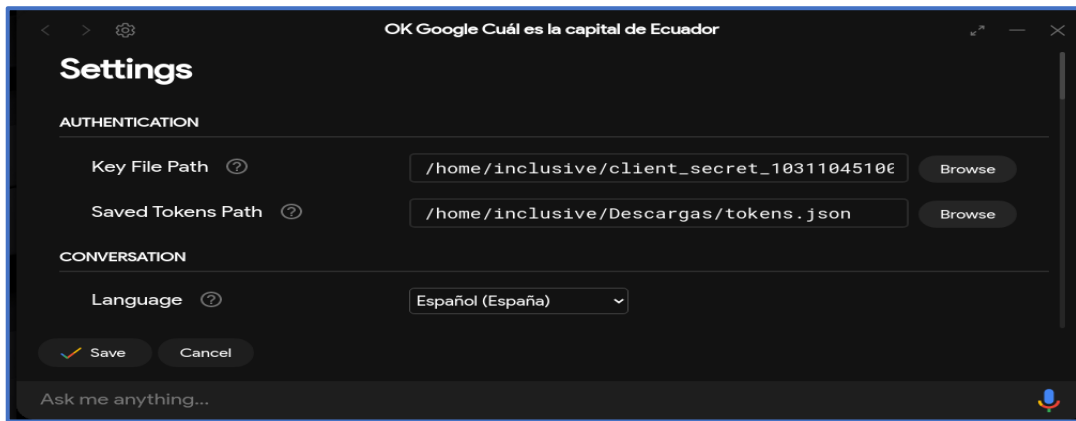 OK Google Cuál es la capital de Ecuador
Settings
AUTHENTICATION
Key File Path ? /home/inclusive/client_secret_10311045106 Browse
Saved Tokens Path ? /home/inclusive/Descargas/tokens.json Browse
CONVERSATION
Language ? Español (España)
Save Cancel
Ask me anything...